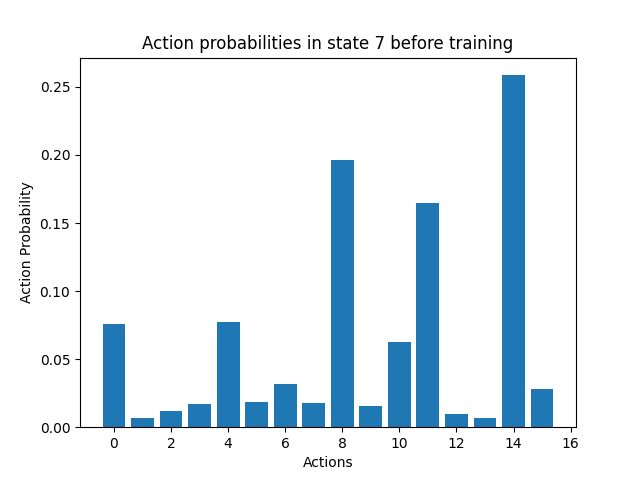 Action probabilities in state 7 before training
0.25
0.20
0.15
0.10
0.05
0.00
Action Probability
0 2 4 6 8 10 12 14 16
Actions